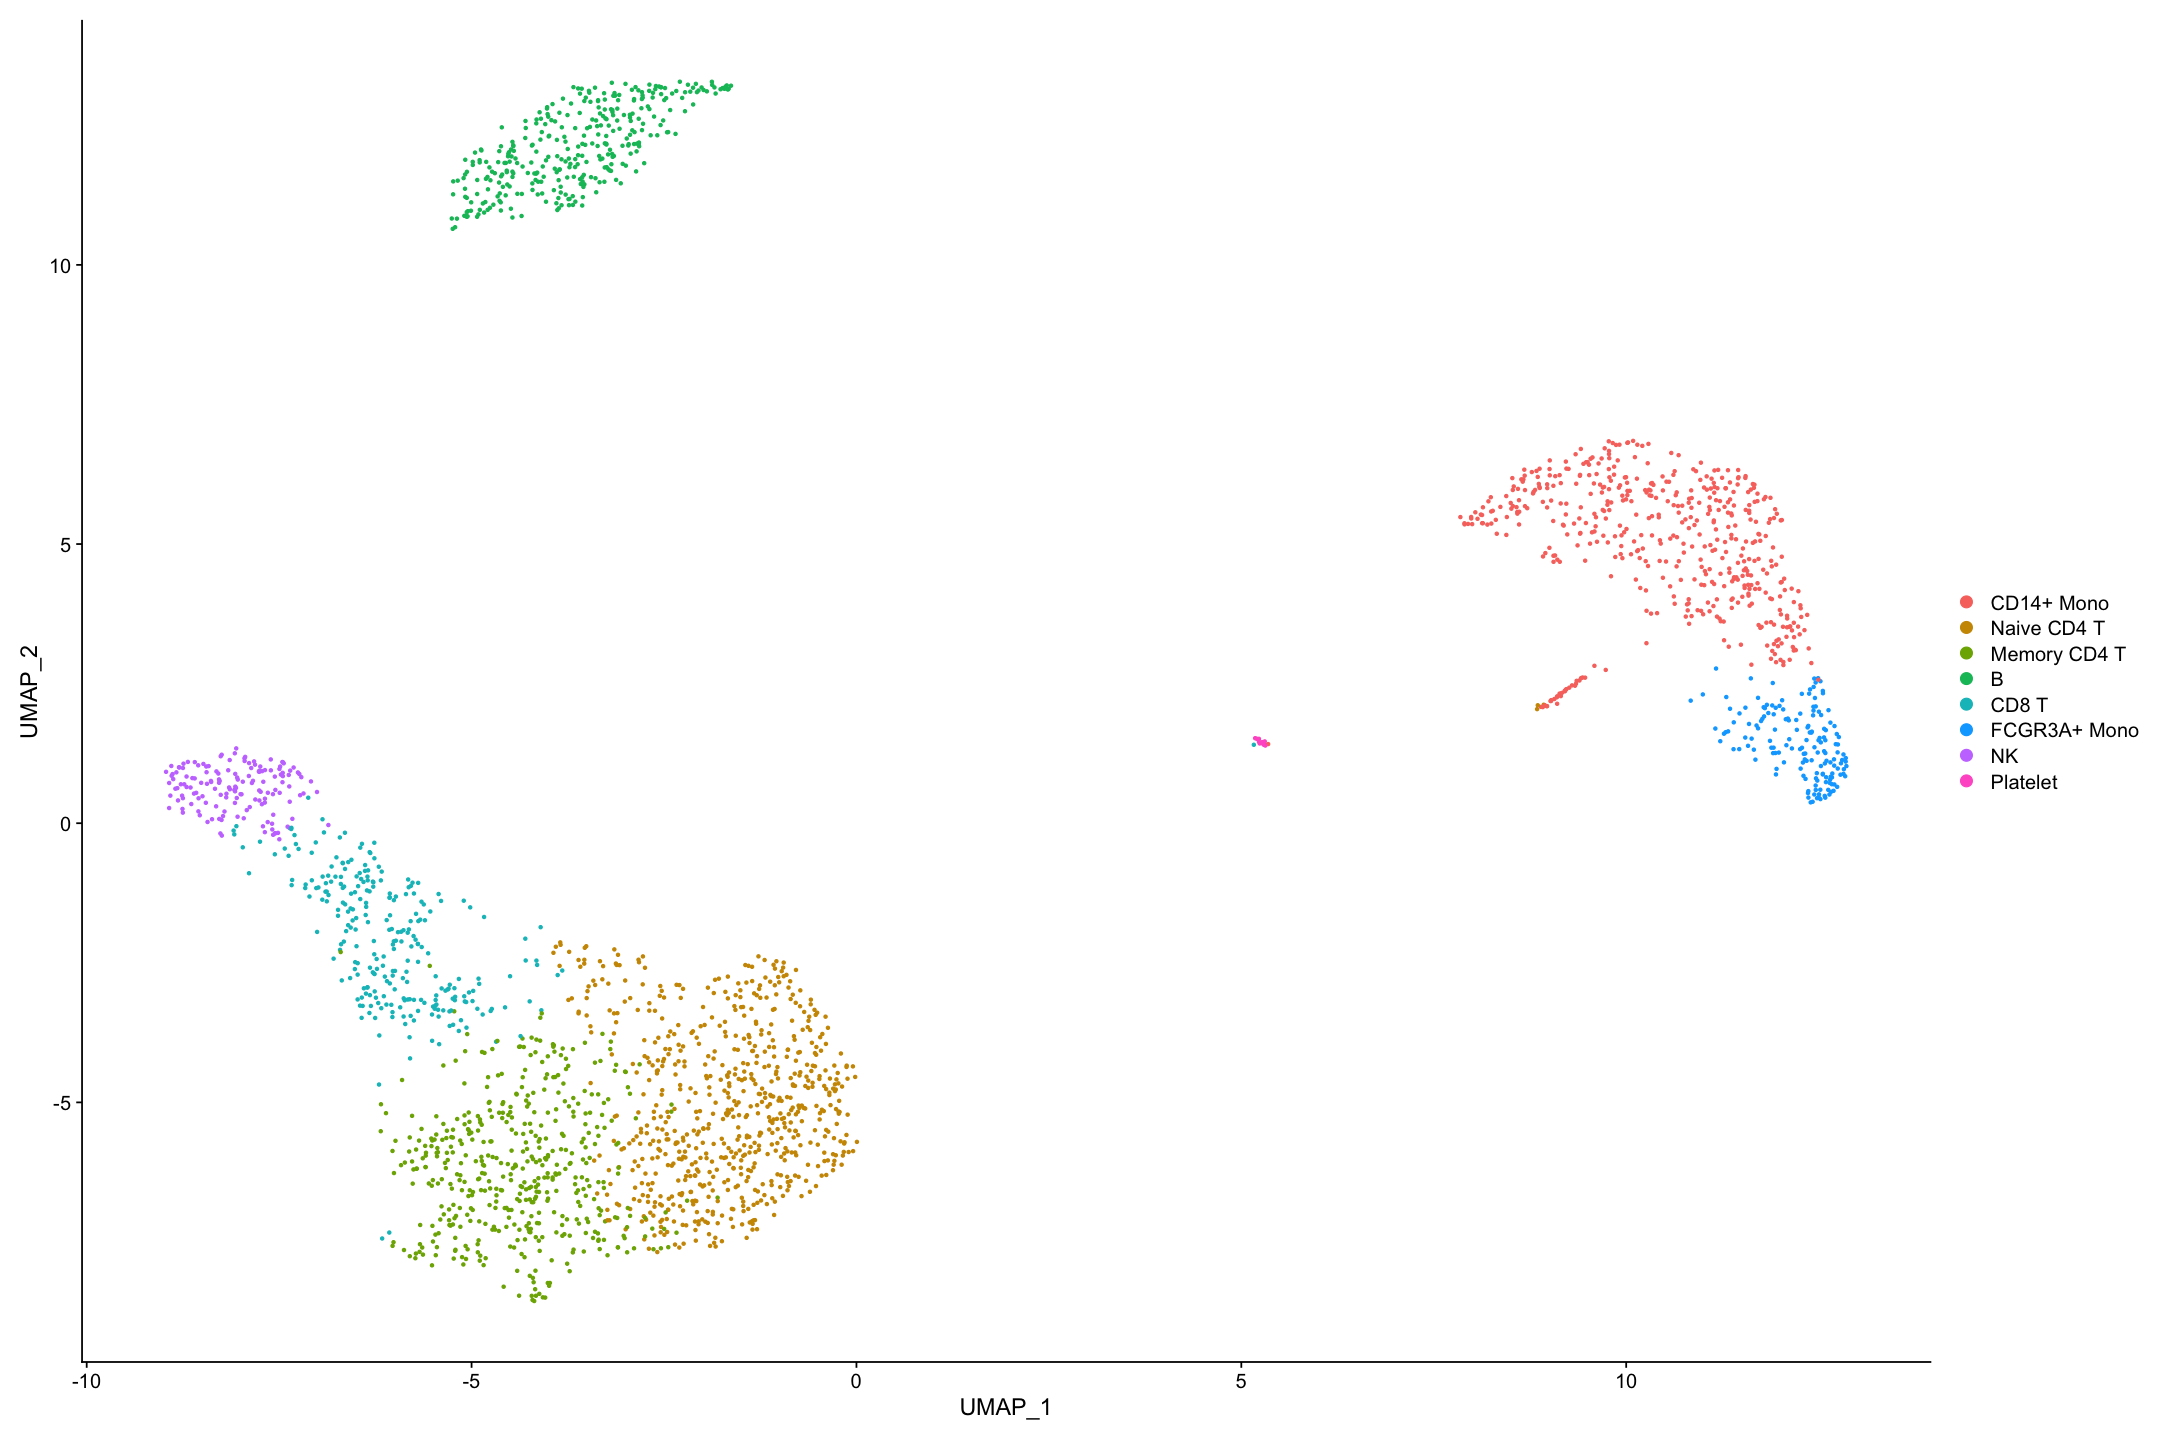 10
5
0
-5
UMAP_2
-10
-5
0
5
10
UMAP_1
CD14+ Mono
Naive CD4 T
Memory CD4 T
B
CD8 T
FCGR3A+ Mono
NK
Platelet